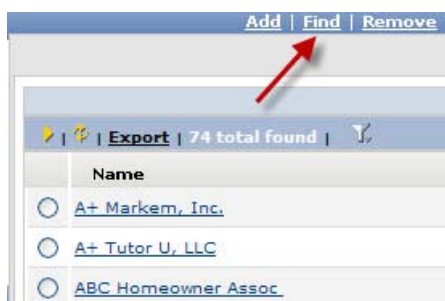 Add | Find | Remove
| | Export | 74 total found |
Name
A+ Markem, Inc.
A+ Tutor U, LLC
ABC Homeowner Assoc